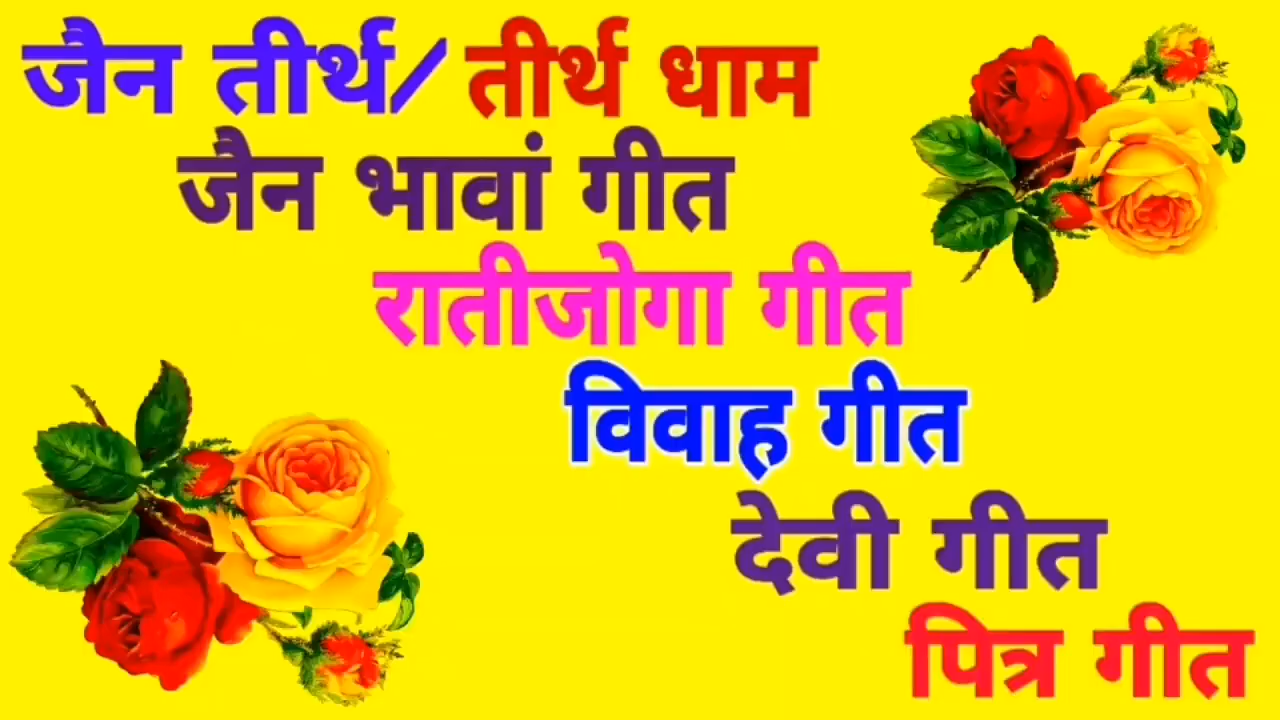 जैन तीर्थ/ तीर्थ धाम
जैन भावां गीत
रातीजोगा गीत
विवाह गीत
देवी गीत
पित्र गीत